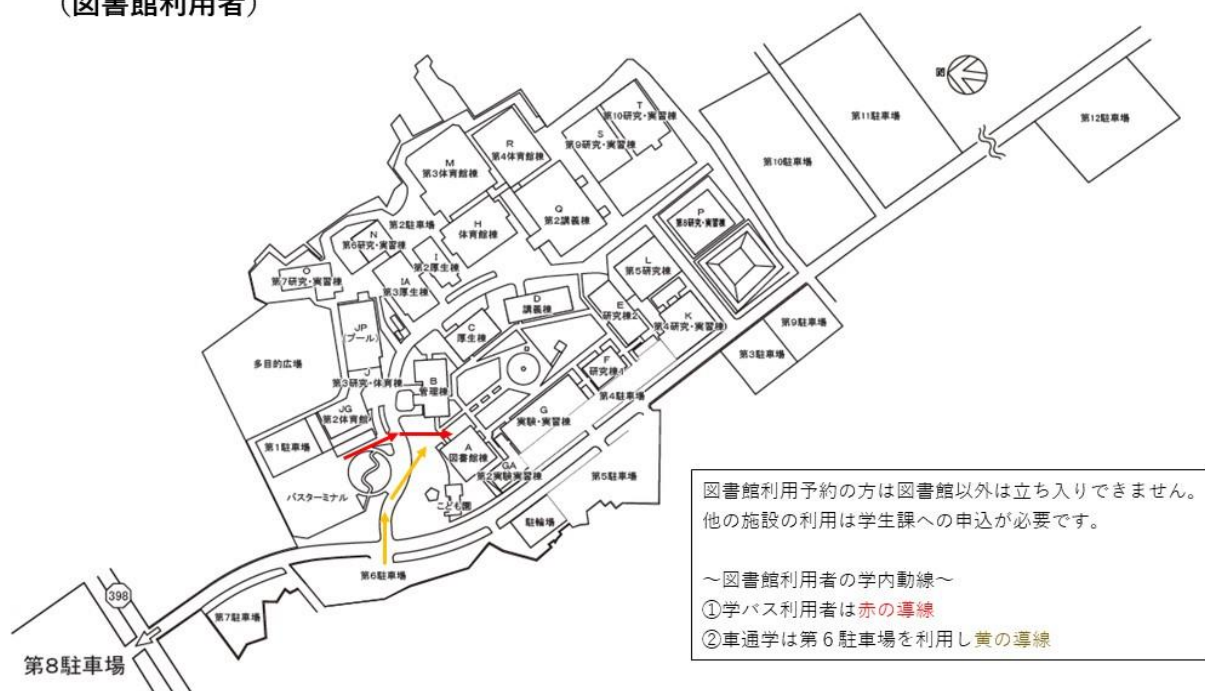 (図書館利用者)
図
T
第10研究・実習棟
S
第9研究・実習棟
R
第4体育館棟
M
第3体育館棟
第11駐車場
第12駐車場
第10駐車場
Q
第2講義棟
P
第8研究・実習棟
第2駐車場
H
体育館棟
N
第6研究・実習棟
I
第2厚生棟
L
第5研究棟
O
第7研究・実習棟
IA
第3厚生棟
D
講義棟
E
研究棟2
K
第4研究・実習棟
C
厚生棟
JP
(プール)
第9駐車場
第3駐車場
多目的広場
J
第3研究・体育棟
B
管理棟
F
研究棟1
第4駐車場
JG
第2体育館
G
実験・実習棟
第1駐車場
A
図書館棟
GA
第2実験実習棟
第5駐車場
バスターミナル
こども園
駐輪場
第6駐車場
398
第7駐車場
第8駐車場
図書館利用予約の方は図書館以外は立ち入りできません。
他の施設の利用は学生課への申込が必要です。
~図書館利用者の学内動線~
①学バス利用者は赤の導線
②車通学は第6駐車場を利用し黄の導線